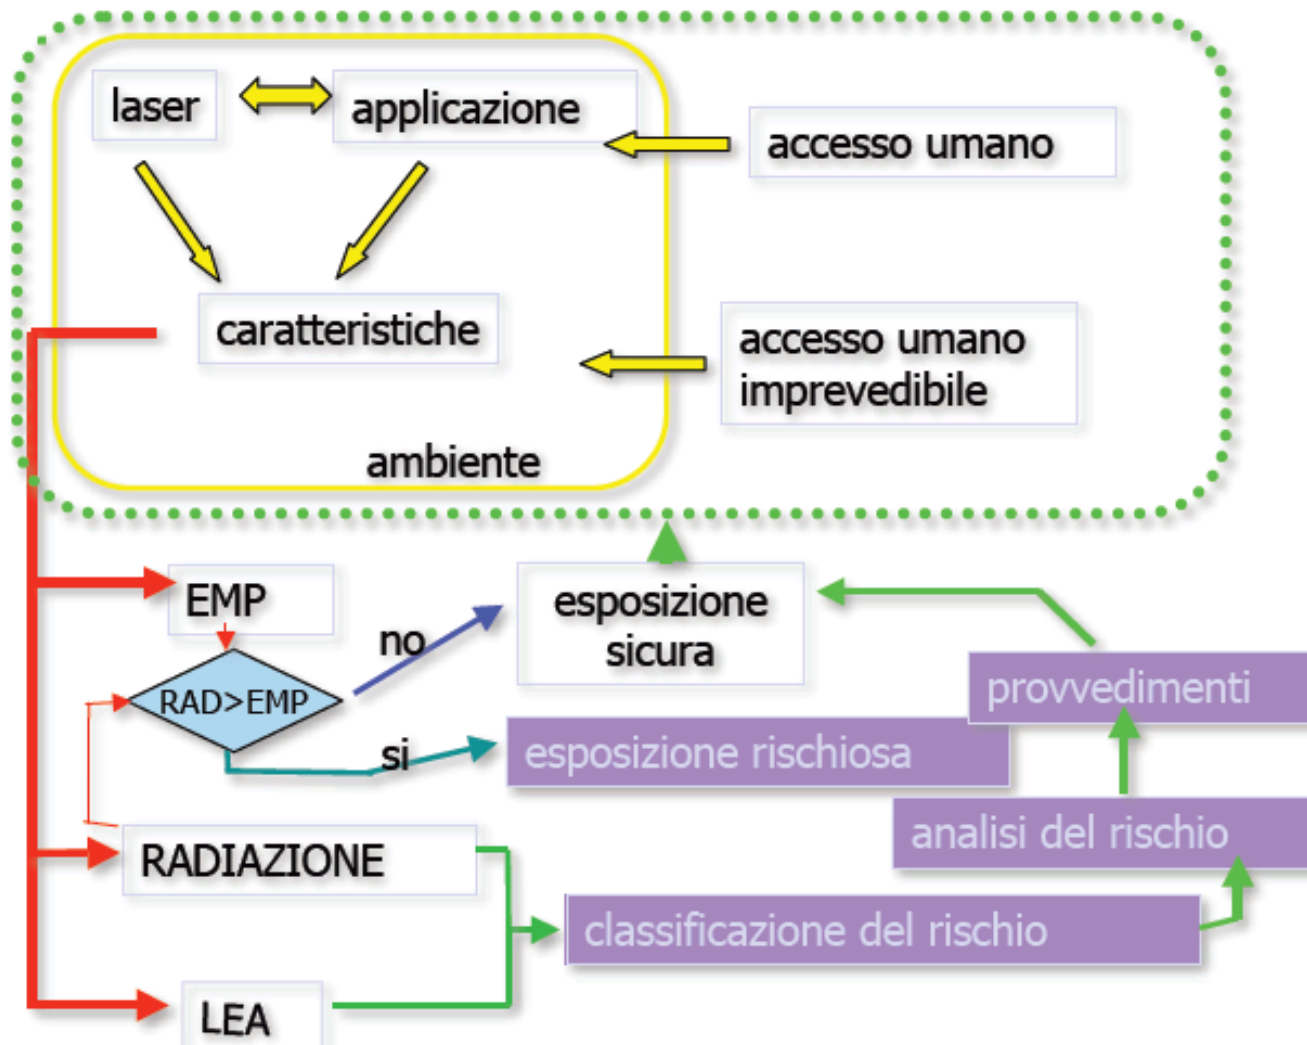 laser
applicazione
accesso umano
caratteristiche
accesso umano
imprevedibile
ambiente
EMP
no
esposizione
sicura
RAD>EMP
provvedimenti
si
esposizione rischiosa
analisi del rischio
RADIAZIONE
classificazione del rischio
LEA